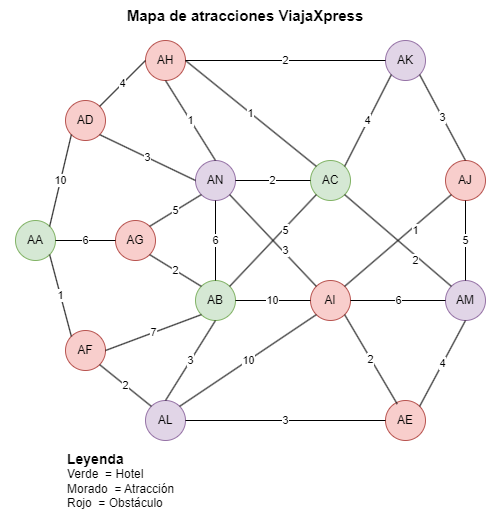 Mapa de atracciones ViajaXpress
AH
2
AK
4
1
1
4
3
AD
3
AN
2
AC
AJ
10
5
6
5
3
1
2
5
AA
6
AG
2
1
AB
10
AI
6
AM
7
AF
2
3
10
2
4
AL
3
AE
Leyenda
Verde = Hotel
Morado = Atracción
Rojo = Obstáculo